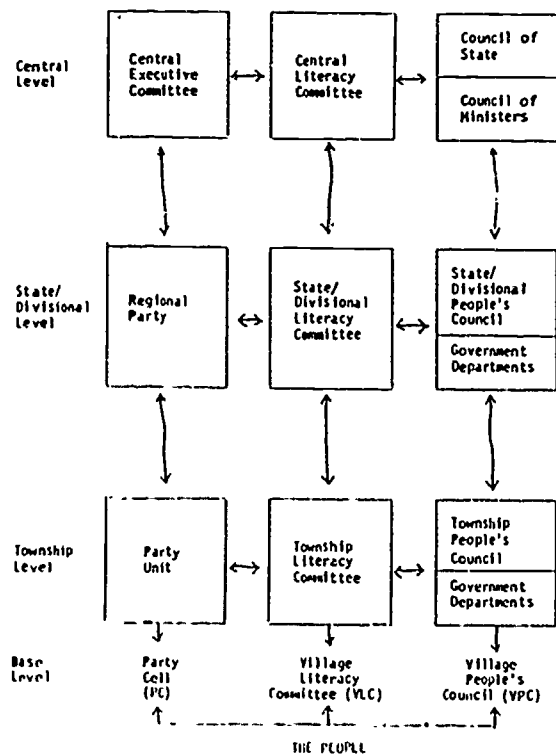 Central
Level
Central
Executive
Committee
Central
Literacy
Committee
Council of
State
Council of
Ministers
State/
Divisional
Level
Regional
Party
State/
Divisional
Literacy
Committee
State/
Divisional
People's
Council
Government
Departments
Township
Level
Party
Unit
Township
Literacy
Committee
Township
People's
Council
Government
Departments
Base
Level
Party
Cell
(PC)
Village
Literacy
Committee (VLC)
Village
People's
Council (VPC)
THE PEOPLE